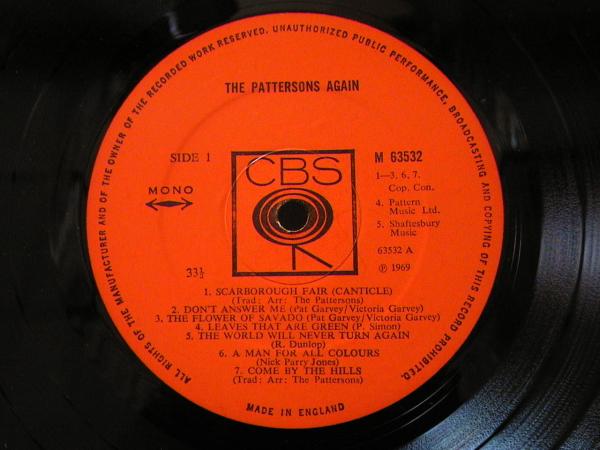 ALL RIGHTS OF THE MANUFACTURER AND OF THE OWNER OF THE RECORDED WORK RESERVED. UNAUTHORIZED PUBLIC PERFORMANCE, BROADCASTING AND COPYING OF THIS RECORD PROHIBITED.
THE PATTERSONS AGAIN
SIDE 1
MONO
33⅓
CBS
M 63532
1—3, 6, 7.
Cop. Con.
4. Pattern
Music Ltd.
5. Shaftesbury
Music
63532 A
℗ 1969
1. SCARBOROUGH FAIR (CANTICLE)
(Trad: Arr: The Pattersons)
2. DON'T ANSWER ME (Pat Garvey/Victoria Garvey)
3. THE FLOWER OF SAVADO (Pat Garvey/Victoria Garvey)
4. LEAVES THAT ARE GREEN (P. Simon)
5. THE WORLD WILL NEVER TURN AGAIN
(R. Dunlop)
6. A MAN FOR ALL COLOURS
(Nick Parry Jones)
7. COME BY THE HILLS
(Trad: Arr: The Pattersons)
MADE IN ENGLAND